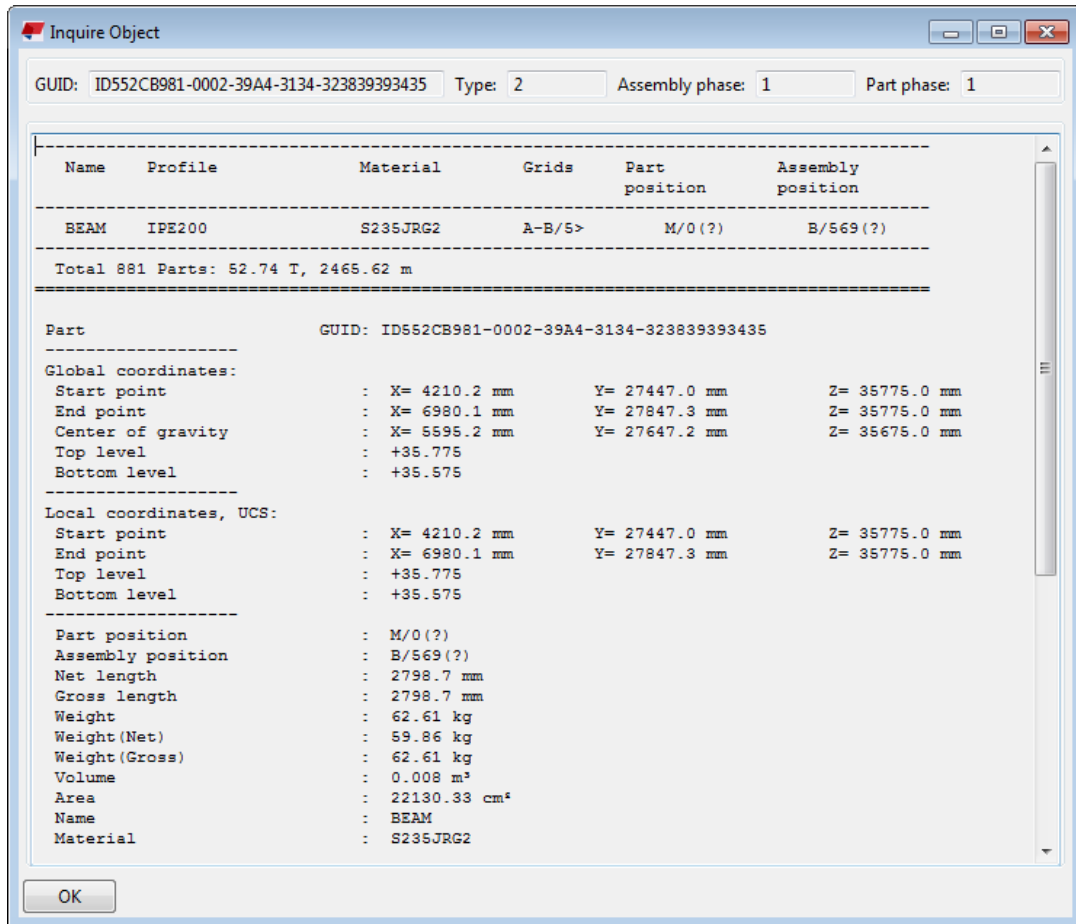 Inquire Object
GUID: ID552CB981-0002-39A4-3134-323839393435 Type: 2 Assembly phase: 1 Part phase: 1
Name Profile Material Grids Part Assembly
position position
BEAM IPE200 S235JRG2 A-B/5> M/0(?) B/569(?)
Total 881 Parts: 52.74 T, 2465.62 m
Part GUID: ID552CB981-0002-39A4-3134-323839393435
Global coordinates:
Start point : X= 4210.2 mm Y= 27447.0 mm Z= 35775.0 mm
End point : X= 6980.1 mm Y= 27847.3 mm Z= 35775.0 mm
Center of gravity : X= 5595.2 mm Y= 27647.2 mm Z= 35675.0 mm
Top level : +35.775
Bottom level : +35.575
Local coordinates, UCS:
Start point : X= 4210.2 mm Y= 27447.0 mm Z= 35775.0 mm
End point : X= 6980.1 mm Y= 27847.3 mm Z= 35775.0 mm
Top level : +35.775
Bottom level : +35.575
Part position : M/0(?)
Assembly position : B/569(?)
Net length : 2798.7 mm
Gross length : 2798.7 mm
Weight : 62.61 kg
Weight(Net) : 59.86 kg
Weight(Gross) : 62.61 kg
Volume : 0.008 m³
Area : 22130.33 cm²
Name : BEAM
Material : S235JRG2
OK